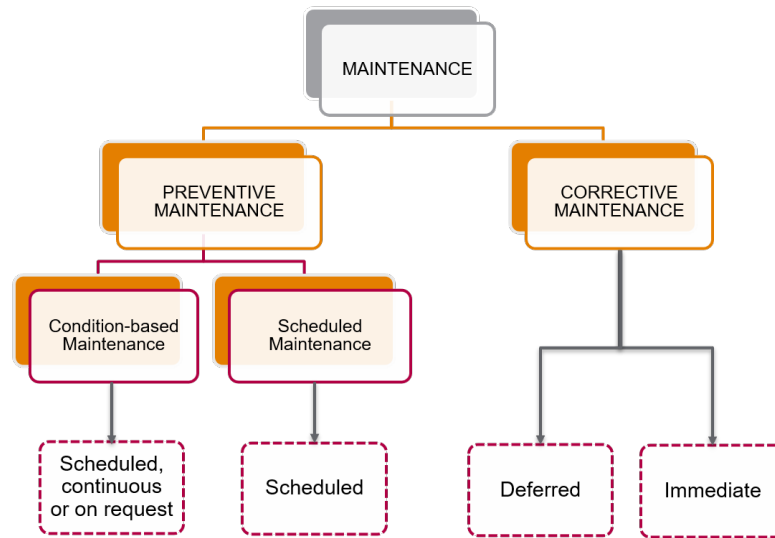 MAINTENANCE
PREVENTIVE
MAINTENANCE
CORRECTIVE
MAINTENANCE
Condition-based
Maintenance
Scheduled
Maintenance
Scheduled,
continuous
or on request
Scheduled
Deferred
Immediate